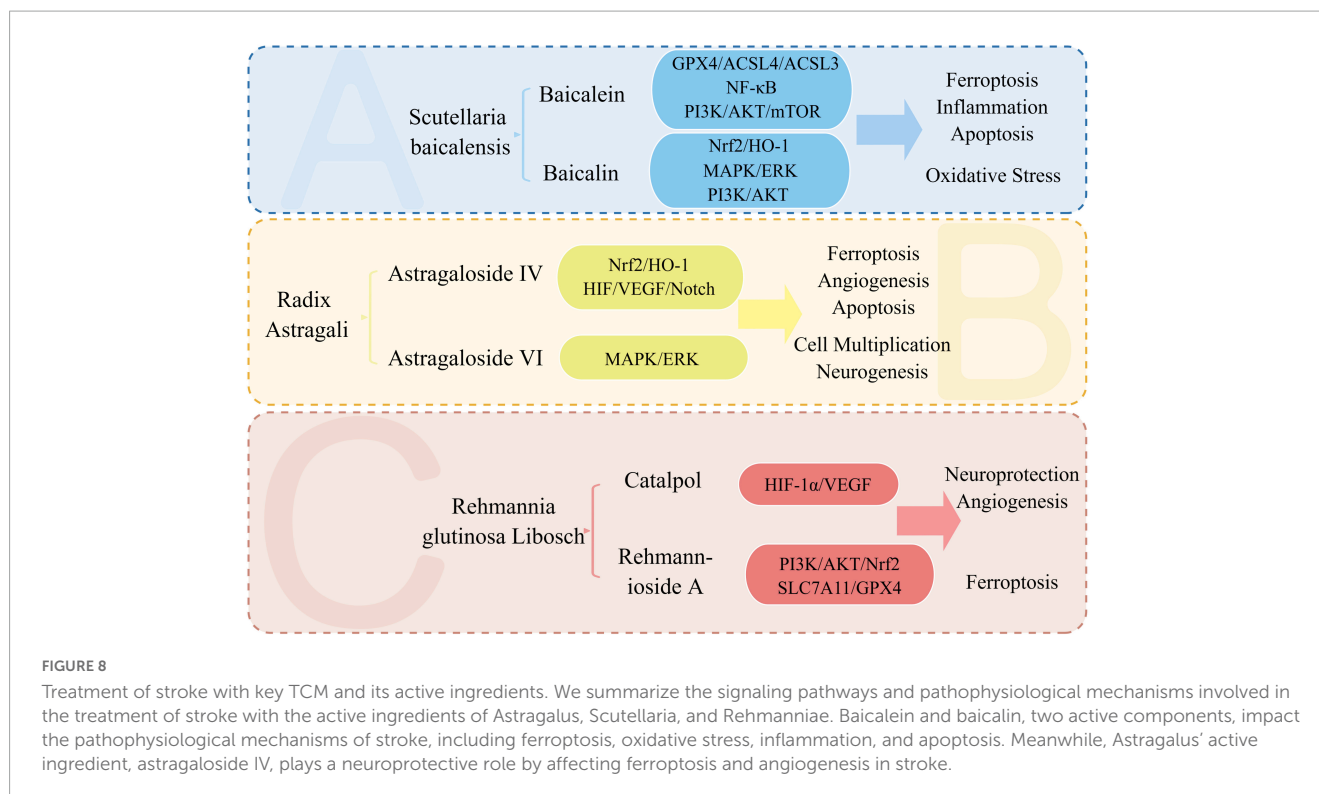 A
Scutellaria
baicalensis
Baicalein
GPX4/ACSL4/ACSL3
NF-κB
PI3K/AKT/mTOR
Baicalin
Nrf2/HO-1
MAPK/ERK
PI3K/AKT
Ferroptosis
Inflammation
Apoptosis
Oxidative Stress
B
Radix
Astragali
Astragaloside IV
Nrf2/HO-1
HIF/VEGF/Notch
Astragaloside VI
MAPK/ERK
Ferroptosis
Angiogenesis
Apoptosis
Cell Multiplication
Neurogenesis
C
Rehmannia
glutinosa Libosch
Catalpol
HIF-1α/VEGF
Rehmann-
ioside A
PI3K/AKT/Nrf2
SLC7A11/GPX4
Neuroprotection
Angiogenesis
Ferroptosis
FIGURE 8
Treatment of stroke with key TCM and its active ingredients. We summarize the signaling pathways and pathophysiological mechanisms involved in
the treatment of stroke with the active ingredients of Astragalus, Scutellaria, and Rehmanniae. Baicalein and baicalin, two active components, impact
the pathophysiological mechanisms of stroke, including ferroptosis, oxidative stress, inflammation, and apoptosis. Meanwhile, Astragalus' active
ingredient, astragaloside IV, plays a neuroprotective role by affecting ferroptosis and angiogenesis in stroke.